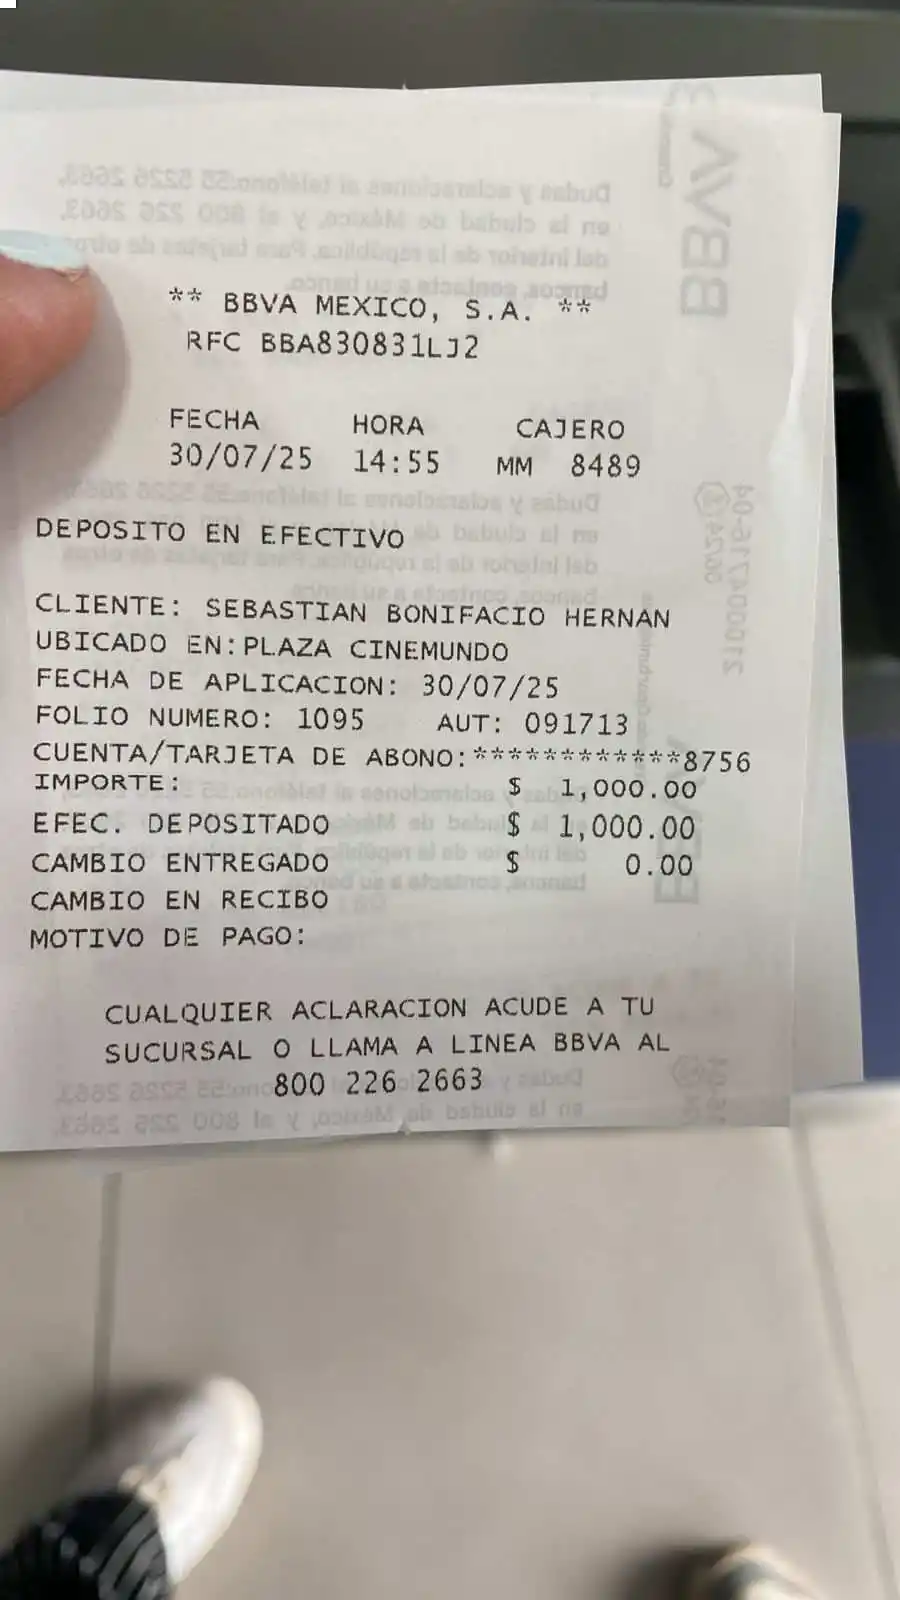 ** BBVA MEXICO, S.A. **
RFC BBA830831LJ2
FECHA HORA CAJERO
30/07/25 14:55 MM 8489
DEPOSITO EN EFECTIVO
CLIENTE: SEBASTIAN BONIFACIO HERNAN
UBICADO EN:PLAZA CINEMUNDO
FECHA DE APLICACION: 30/07/25
FOLIO NUMERO: 1095 AUT: 091713
CUENTA/TARJETA DE ABONO:************8756
IMPORTE: $ 1,000.00
EFEC. DEPOSITADO $ 1,000.00
CAMBIO ENTREGADO $ 0.00
CAMBIO EN RECIBO
MOTIVO DE PAGO:
CUALQUIER ACLARACION ACUDE A TU
SUCURSAL O LLAMA A LINEA BBVA AL
800 226 2663